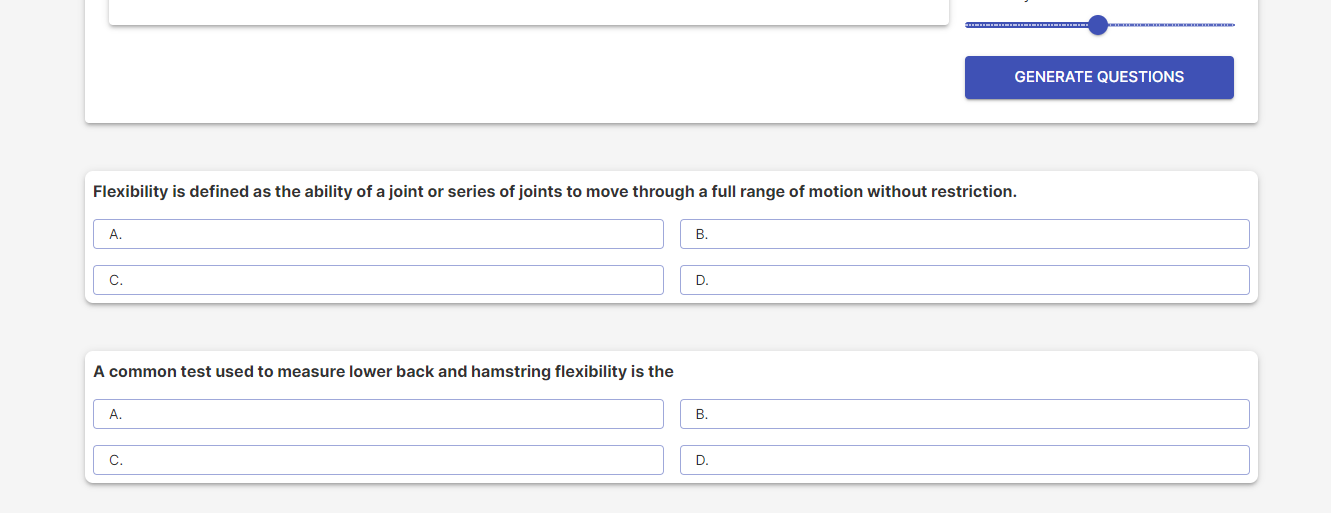 GENERATE QUESTIONS
Flexibility is defined as the ability of a joint or series of joints to move through a full range of motion without restriction.
A.
B.
C.
D.
A common test used to measure lower back and hamstring flexibility is the
A.
B.
C.
D.